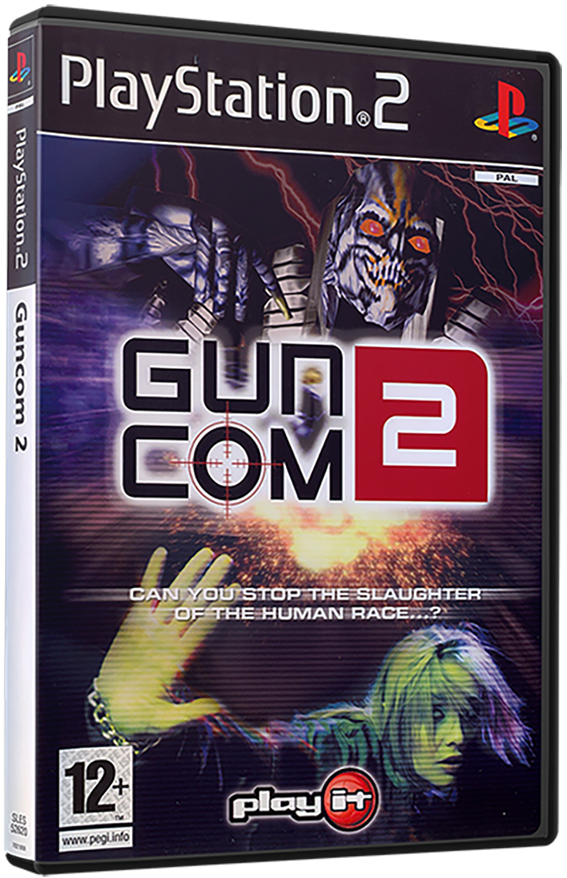 PlayStation®2
PAL
PlayStation.2
Guncom 2
GUN
COM 2
CAN YOU STOP THE SLAUGHTER
OF THE HUMAN RACE...?
12+
www.pegi.info
play it
SLES
52620